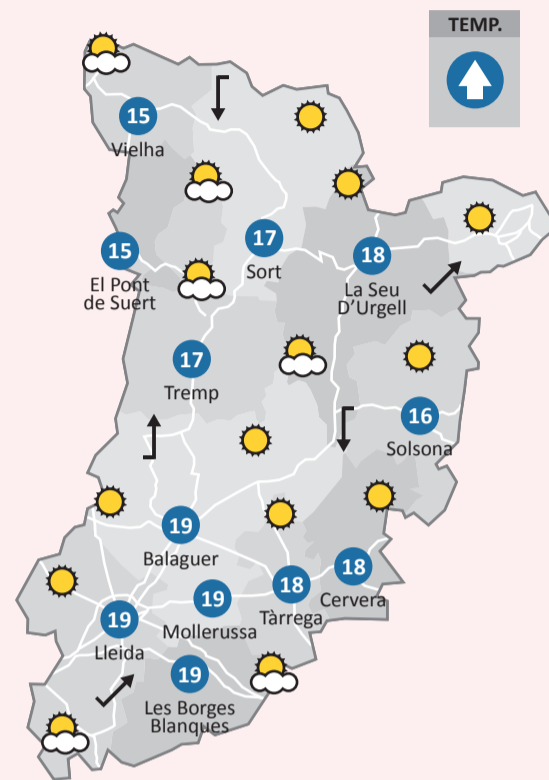 TEMP.
15
Vielha
15
El Pont
de Suert
17
Sort
18
La Seu
D'Urgell
17
Tremp
16
Solsona
19
Balaguer
18
Cervera
18
Tàrrega
19
Mollerussa
19
Lleida
19
Les Borges
Blanques